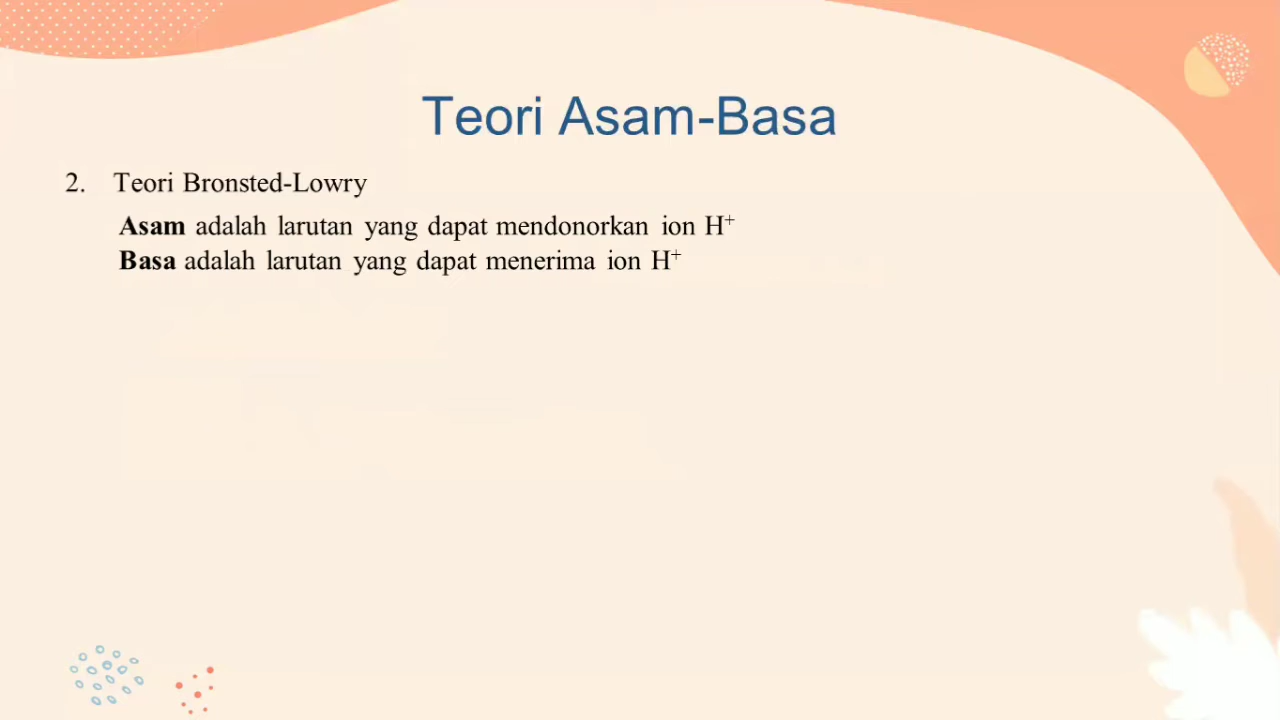 Teori Asam-Basa
2. Teori Bronsted-Lowry
Asam adalah larutan yang dapat mendonorkan ion H⁺
Basa adalah larutan yang dapat menerima ion H⁺